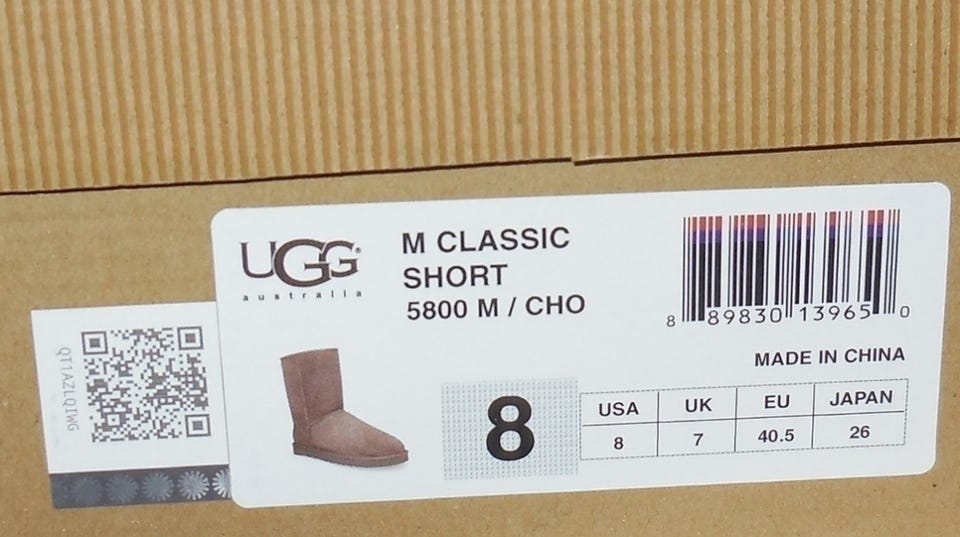 UGG®
australia
M CLASSIC
SHORT
5800 M / CHO
8 89830 13965 0
MADE IN CHINA
QT1AZLQIWG
8
USA UK EU JAPAN
8 7 40.5 26